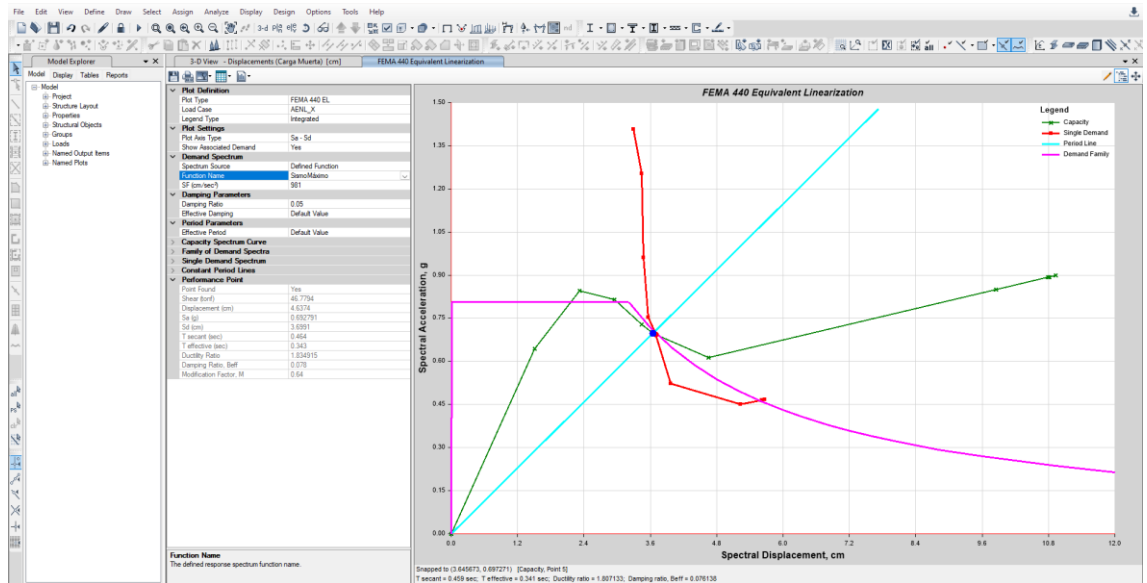 File Edit View Define Draw Select Assign Analyze Display Design Options Tools Help
3-d
Model Explorer
3-D View - Displacements (Carga Muerta) [cm]
FEMA 440 Equivalent Linearization
Model Display Tables Reports
Model
Project
Structure Layout
Properties
Structural Objects
Groups
Loads
Named Output Items
Named Plots
Plot Definition
Plot Type FEMA 440 EL
Load Case AENL_X
Legend Type Integrated
Plot Settings
Plot Axis Type Sa - Sd
Show Associated Demand Yes
Demand Spectrum
Spectrum Source Defined Function
Function Name SismoMáximo
SF (cm/sec²) 981
Damping Parameters
Damping Ratio 0.05
Effective Damping Default Value
Period Parameters
Effective Period Default Value
Capacity Spectrum Curve
Family of Demand Spectra
Single Demand Spectrum
Constant Period Lines
Performance Point
Point Found Yes
Shear (tonf) 46.7794
Displacement (cm) 4.6374
Sa (g) 0.692791
Sd (cm) 3.6991
T secant (sec) 0.464
T effective (sec) 0.343
Ductility Ratio 1.834915
Damping Ratio, Beff 0.078
Modification Factor, M 0.64
Function Name
The defined response spectrum function name.
FEMA 440 Equivalent Linearization
Legend
Capacity
Single Demand
Period Line
Demand Family
Spectral Acceleration, g
1.50
1.35
1.20
1.05
0.90
0.75
0.60
0.45
0.30
0.15
0.00
0.0 1.2 2.4 3.6 4.8 6.0 7.2 8.4 9.6 10.8 12.0
Spectral Displacement, cm
Snapped to (3.645673, 0.697271) [Capacity, Point 5]
T secant = 0.459 sec; T effective = 0.341 sec; Ductility ratio = 1.807133; Damping ratio, Beff = 0.076138